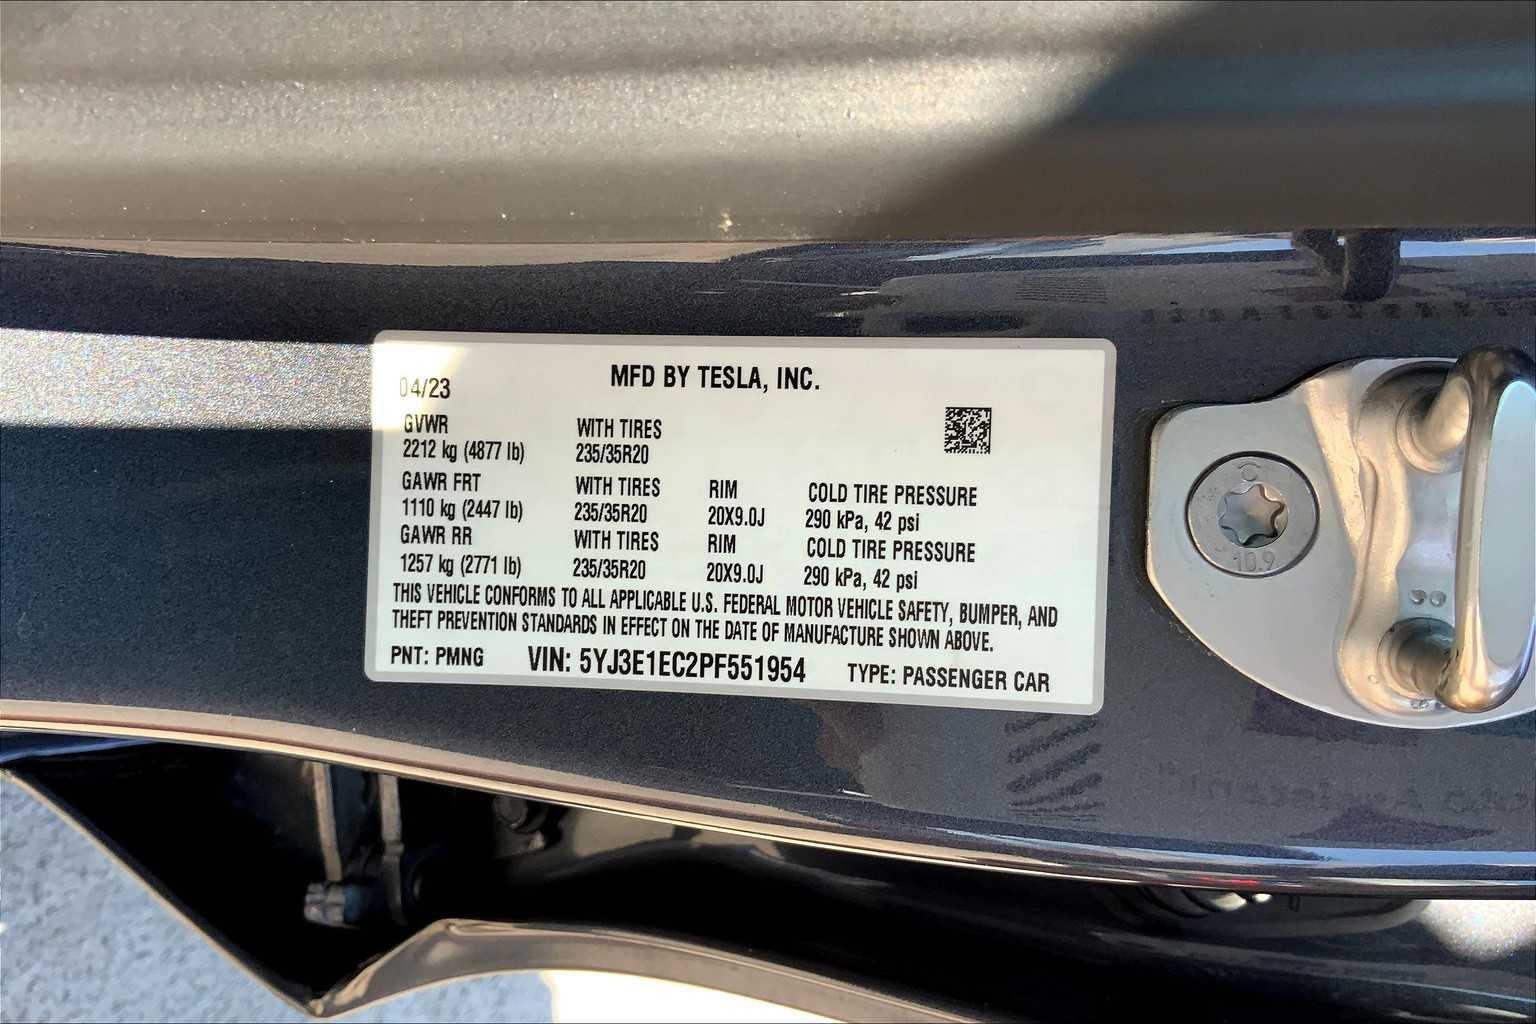 MFD BY TESLA, INC.
04/23
GVWR WITH TIRES
2212 kg (4877 lb) 235/35R20
GAWR FRT WITH TIRES RIM COLD TIRE PRESSURE
1110 kg (2447 lb) 235/35R20 20X9.0J 290 kPa, 42 psi
GAWR RR WITH TIRES RIM COLD TIRE PRESSURE
1257 kg (2771 lb) 235/35R20 20X9.0J 290 kPa, 42 psi
THIS VEHICLE CONFORMS TO ALL APPLICABLE U.S. FEDERAL MOTOR VEHICLE SAFETY, BUMPER, AND
THEFT PREVENTION STANDARDS IN EFFECT ON THE DATE OF MANUFACTURE SHOWN ABOVE.
PNT: PMNG VIN: 5YJ3E1EC2PF551954 TYPE: PASSENGER CAR
C
10.9